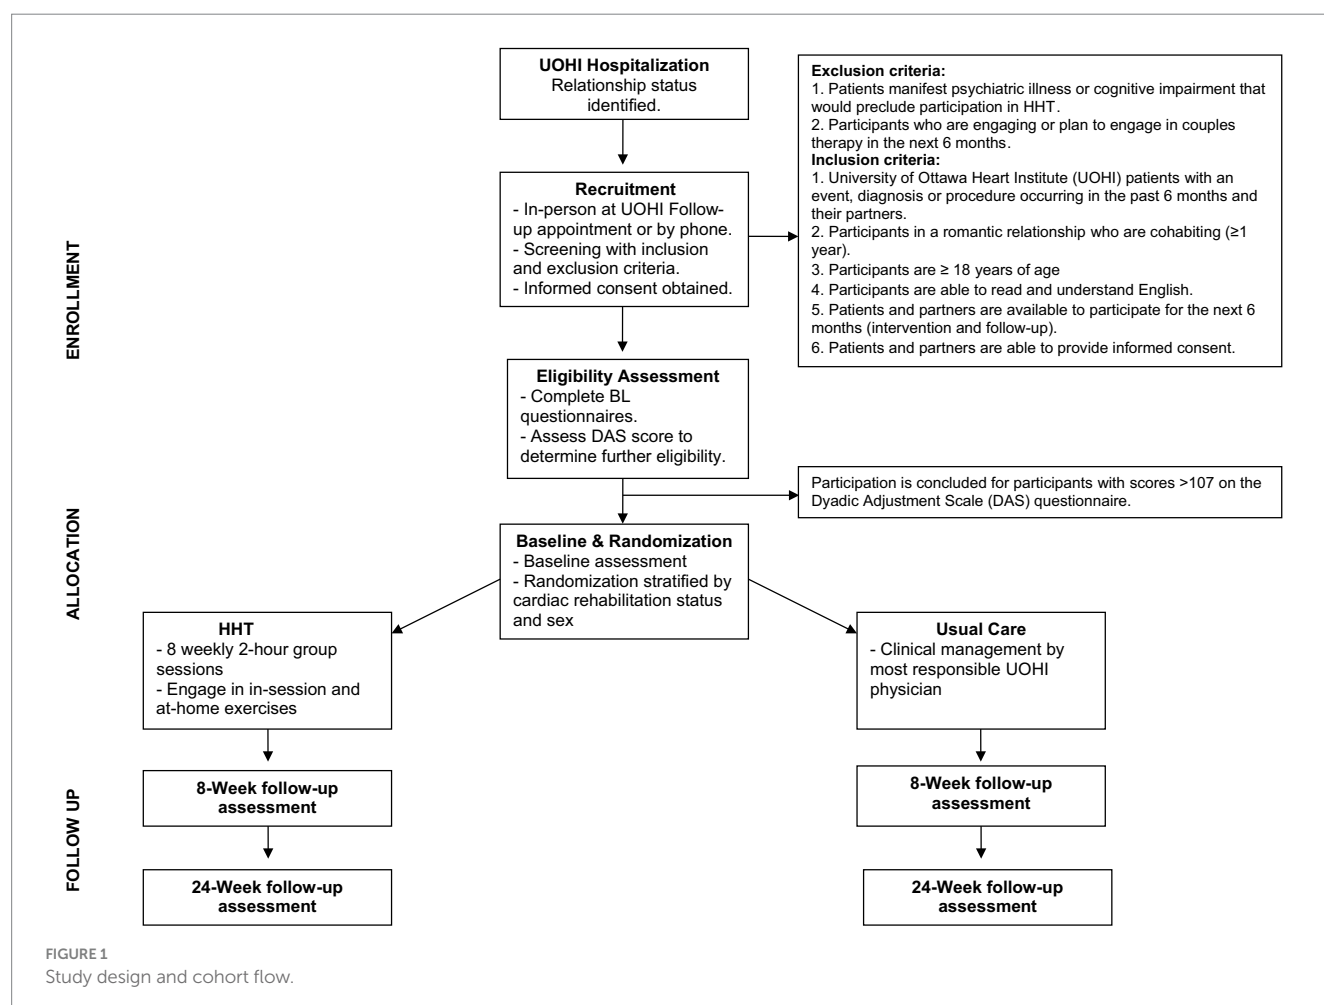 UOHI Hospitalization
Relationship status
identified.
Exclusion criteria:
1. Patients manifest psychiatric illness or cognitive impairment that
would preclude participation in HHT.
2. Participants who are engaging or plan to engage in couples
therapy in the next 6 months.
Inclusion criteria:
1. University of Ottawa Heart Institute (UOHI) patients with an
event, diagnosis or procedure occurring in the past 6 months and
their partners.
2. Participants in a romantic relationship who are cohabiting (≥1
year).
3. Participants are ≥ 18 years of age
4. Participants are able to read and understand English.
5. Patients and partners are available to participate for the next 6
months (intervention and follow-up).
6. Patients and partners are able to provide informed consent.
ENROLLMENT
Recruitment
- In-person at UOHI Follow-
up appointment or by phone.
- Screening with inclusion
and exclusion criteria.
- Informed consent obtained.
Eligibility Assessment
- Complete BL
questionnaires.
- Assess DAS score to
determine further eligibility.
Participation is concluded for participants with scores >107 on the
Dyadic Adjustment Scale (DAS) questionnaire.
ALLOCATION
Baseline & Randomization
- Baseline assessment
- Randomization stratified by
cardiac rehabilitation status
and sex
HHT
- 8 weekly 2-hour group
sessions
- Engage in in-session and
at-home exercises
Usual Care
- Clinical management by
most responsible UOHI
physician
FOLLOW UP
8-Week follow-up
assessment
8-Week follow-up
assessment
24-Week follow-up
assessment
24-Week follow-up
assessment
FIGURE 1
Study design and cohort flow.